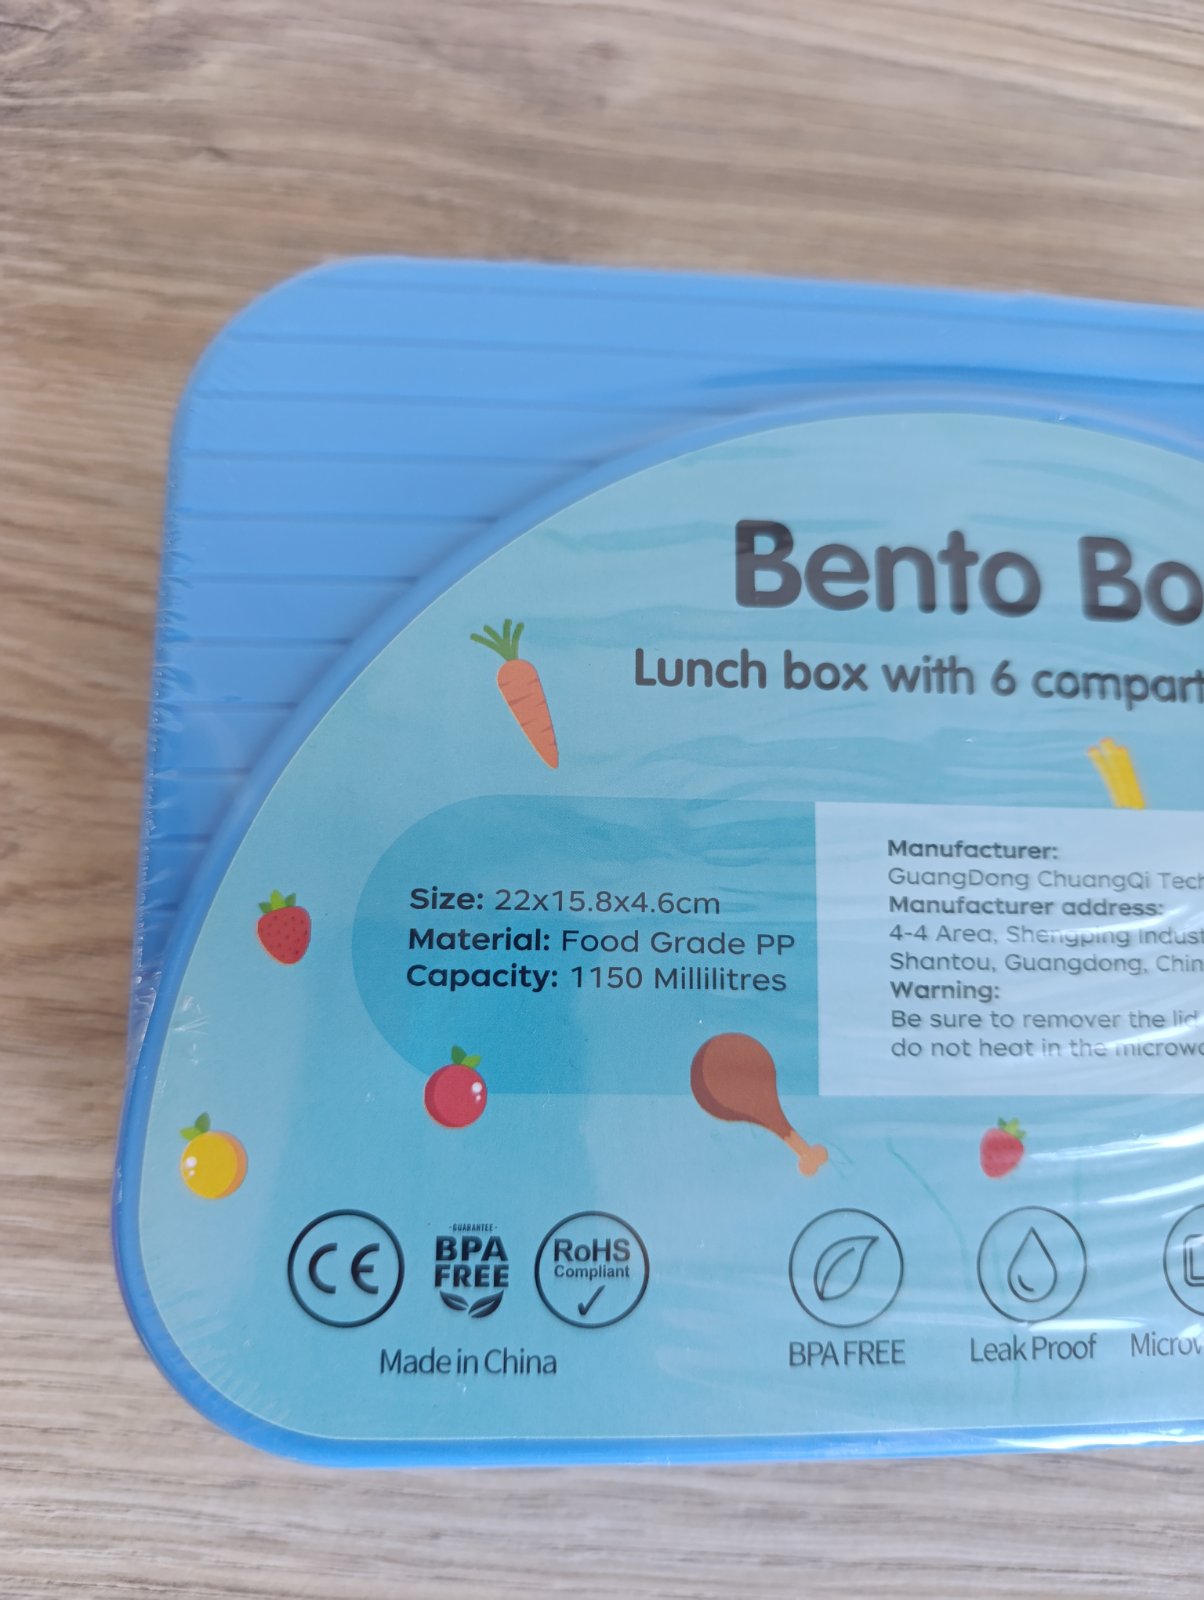 Bento Bo
Lunch box with 6 compart
Size: 22x15.8x4.6cm
Material: Food Grade PP
Capacity: 1150 Millilitres
Manufacturer:
GuangDong ChuangQi Tech
Manufacturer address:
4-4 Area, Shengping Indust
Shantou, Guangdong, Chin
Warning:
Be sure to remover the lid
do not heat in the microwa
CE
-GUARANTEE-
BPA
FREE
RoHS
Compliant
Made in China
BPA FREE
Leak Proof
Microw